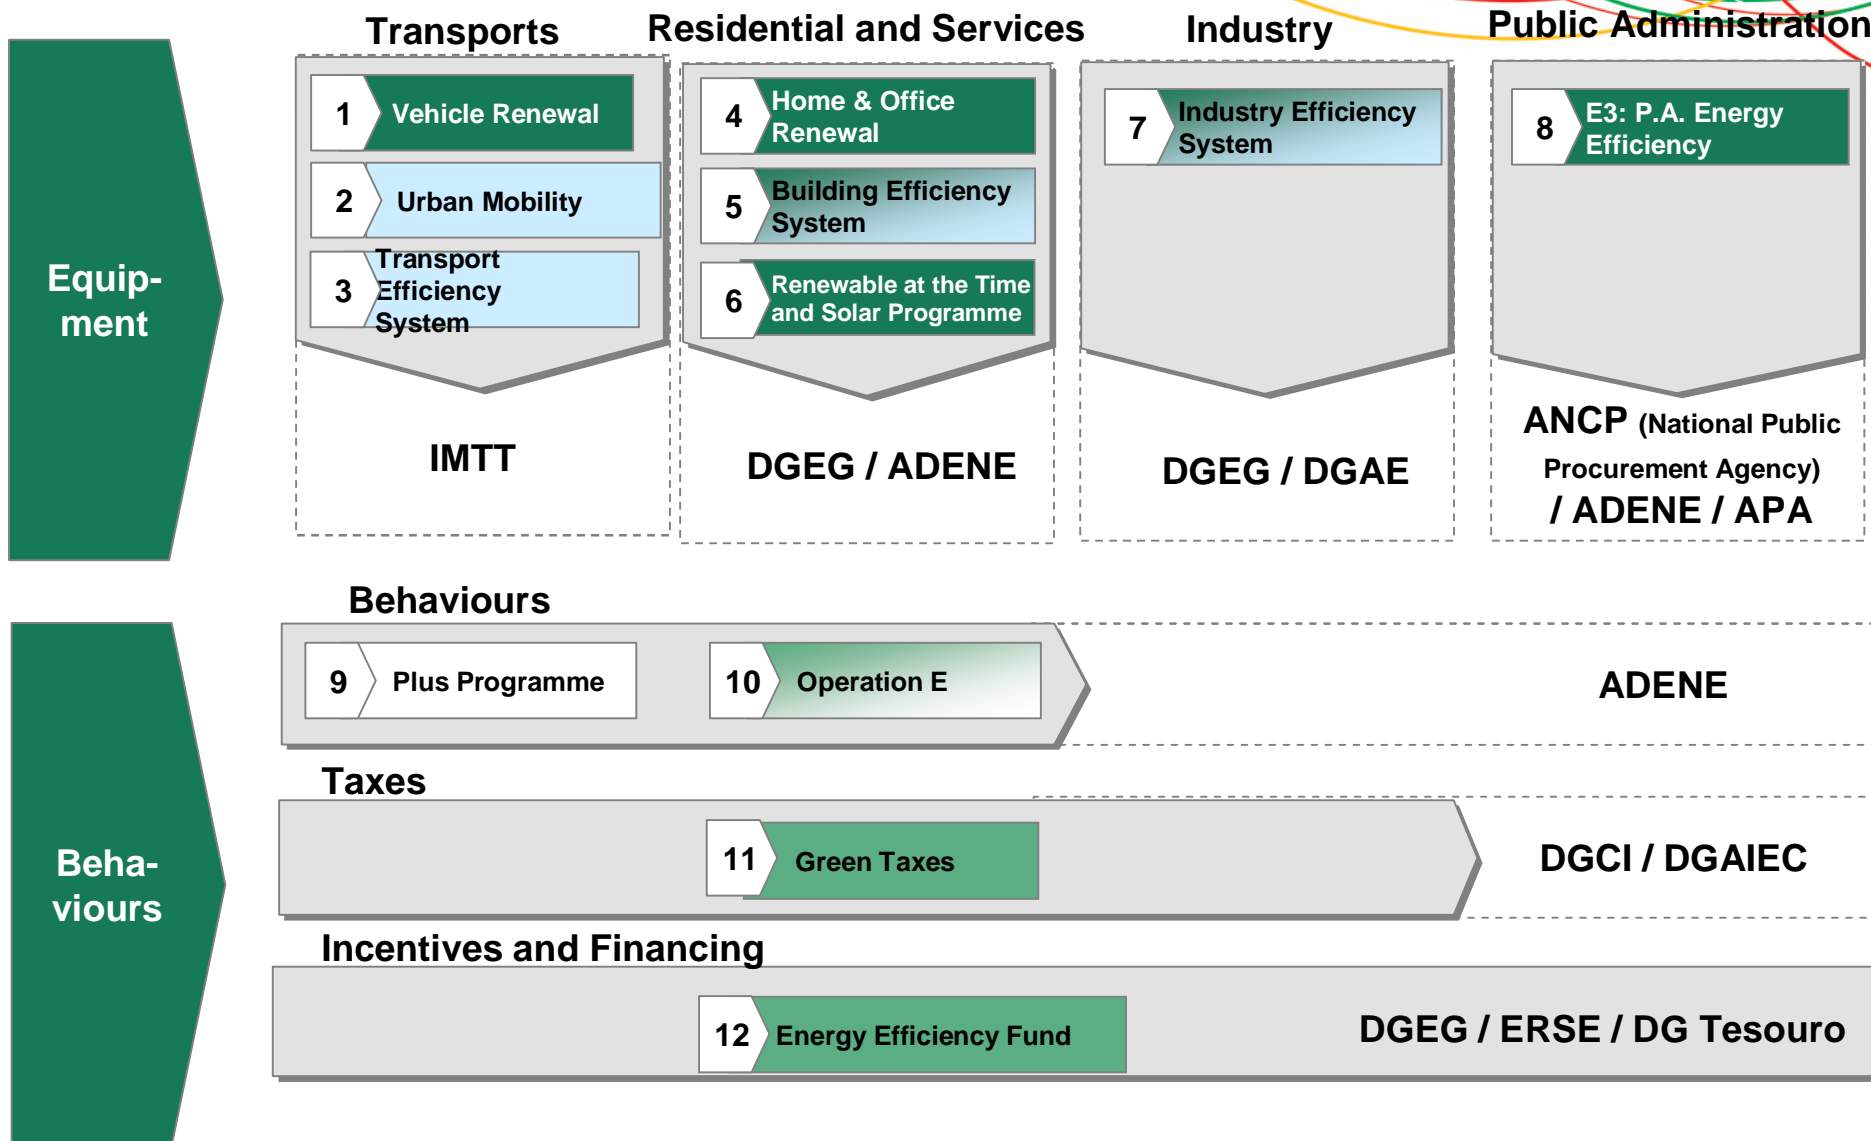 Transports
Residential and Services
Industry
Public Administration
Equip-
ment
1
Vehicle Renewal
2
Urban Mobility
3
Transport
Efficiency
System
IMTT
4
Home & Office
Renewal
5
Building Efficiency
System
6
Renewable at the Time
and Solar Programme
DGEG / ADENE
7
Industry Efficiency
System
DGEG / DGAE
8
E3: P.A. Energy
Efficiency
ANCP (National Public
Procurement Agency)
/ ADENE / APA
Beha-
viours
Behaviours
9
Plus Programme
10
Operation E
ADENE
Taxes
11
Green Taxes
DGCI / DGAIEC
Incentives and Financing
12
Energy Efficiency Fund
DGEG / ERSE / DG Tesouro